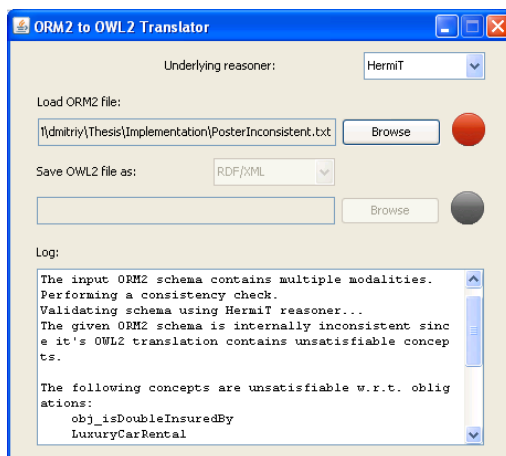 ORM2 to OWL2 Translator
Underlying reasoner: HermiT
Load ORM2 file:
1\dmitriy\Thesis\Implementation\PosterInconsistent.txt Browse
Save OWL2 file as: RDF/XML
Browse
Log:
The input ORM2 schema contains multiple modalities.
Performing a consistency check.
Validating schema using HermiT reasoner...
The given ORM2 schema is internally inconsistent sinc
e it's OWL2 translation contains unsatisfiable concep
ts.
The following concepts are unsatisfiable w.r.t. oblig
ations:
obj_isDoubleInsuredBy
LuxuryCarRental